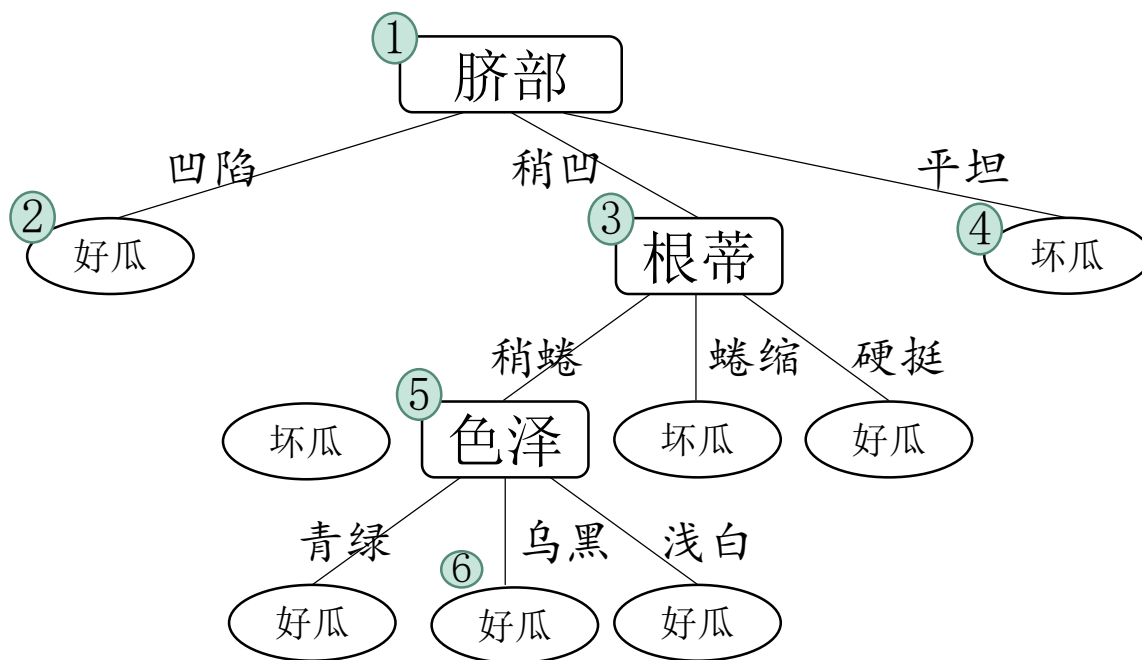 ① 脐部
凹陷 稍凹 平坦
② 好瓜 ③ 根蒂 ④ 坏瓜
稍蜷 蜷缩 硬挺
坏瓜 ⑤ 色泽 坏瓜 好瓜
青绿 乌黑 浅白
好瓜 ⑥ 好瓜 好瓜